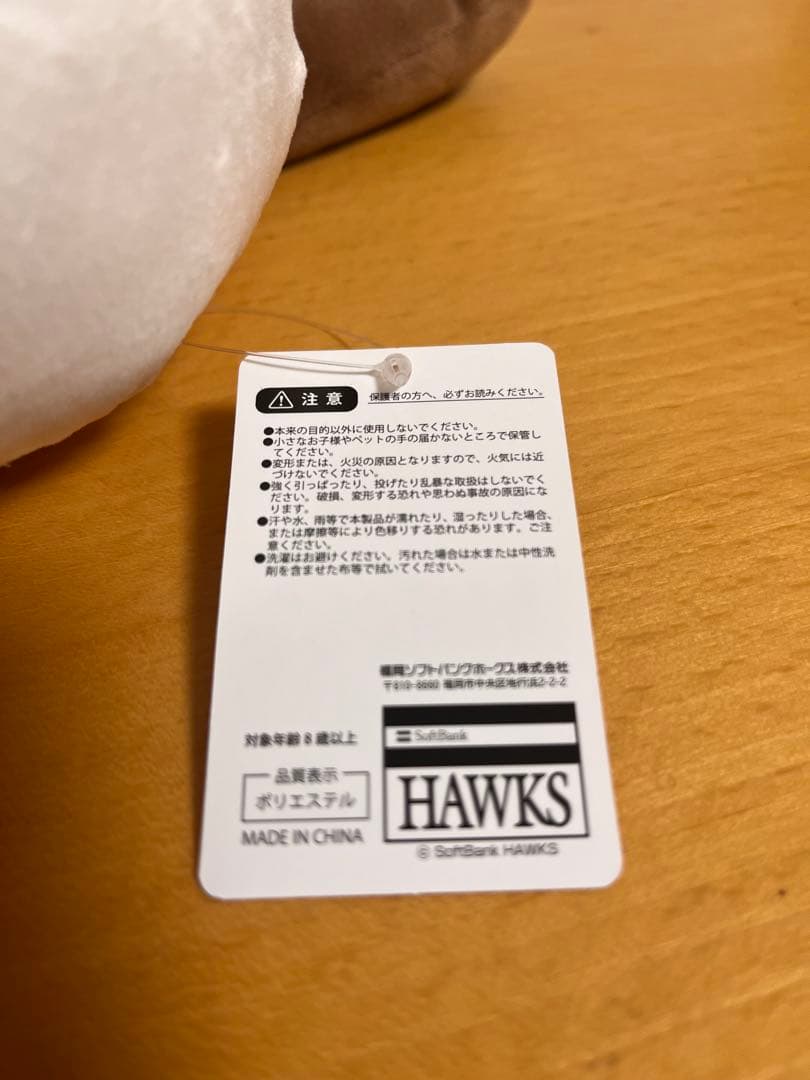 注意 保護者の方へ、必ずお読みください。
●本来の目的以外に使用しないでください。
●小さなお子様やペットの手の届かないところで保管し
てください。
●変形または、火災の原因となりますので、火気には近
づけないでください。
●強く引っぱったり、投げたり乱暴な取扱はしないでく
ださい。破損、変形する恐れや思わぬ事故の原因にな
ります。
●汗や水、雨等で本製品が濡れたり、湿ったりした場合、
または摩擦等により色移りする恐れがあります。ご注
意ください。
●洗濯はお避けください。汚れた場合は水または中性洗
剤を含ませた布等で拭いてください。
福岡ソフトバンクホークス株式会社
〒810-8660 福岡市中央区地行浜2-2-2
対象年齢8歳以上
SoftBank
品質表示
ポリエステル
HAWKS
MADE IN CHINA
© SoftBank HAWKS